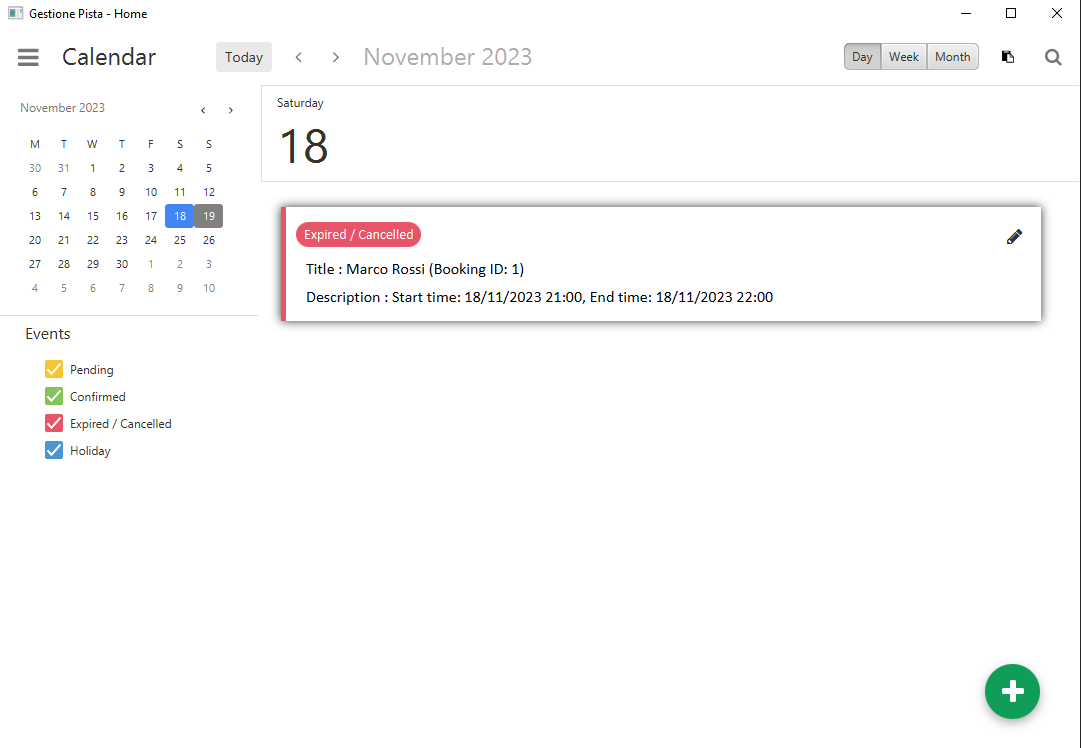 Gestione Pista - Home
Calendar
Today
November 2023
Day Week Month
November 2023
M T W T F S S
30 31 1 2 3 4 5
6 7 8 9 10 11 12
13 14 15 16 17 18 19
20 21 22 23 24 25 26
27 28 29 30 1 2 3
4 5 6 7 8 9 10
Events
Pending
Confirmed
Expired / Cancelled
Holiday
Saturday
18
Expired / Cancelled
Title : Marco Rossi (Booking ID: 1)
Description : Start time: 18/11/2023 21:00, End time: 18/11/2023 22:00